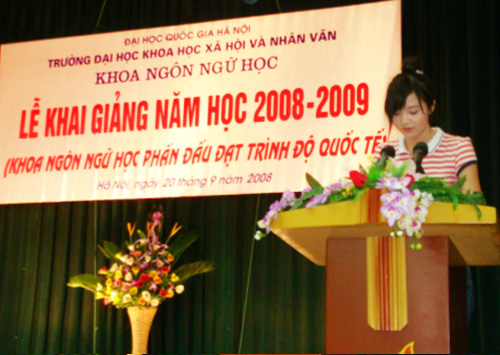 ĐẠI HỌC QUỐC GIA HÀ NỘI
TRƯỜNG ĐẠI HỌC KHOA HỌC XÃ HỘI VÀ NHÂN VĂN
KHOA NGÔN NGỮ HỌC
LỄ KHAI GIẢNG NĂM HỌC 2008-2009
(KHOA NGÔN NGỮ HỌC PHẤN ĐẤU ĐẠT TRÌNH ĐỘ QUỐC TẾ
Hà Nội, ngày 20 tháng 9 năm 2008